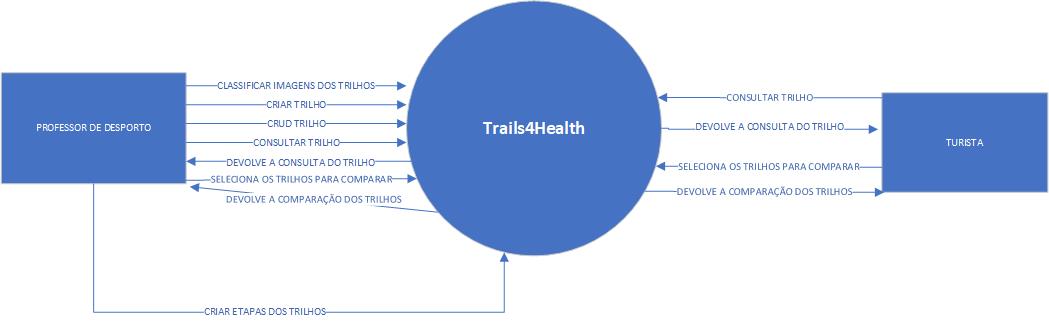 CLASSIFICAR IMAGENS DOS TRILHOS
CRIAR TRILHO
CRUD TRILHO
CONSULTAR TRILHO
DEVOLVE A CONSULTA DO TRILHO
SELECIONA OS TRILHOS PARA COMPARAR
DEVOLVE A COMPARAÇÃO DOS TRILHOS
PROFESSOR DE DESPORTO
CRIAR ETAPAS DOS TRILHOS
Trails4Health
CONSULTAR TRILHO
DEVOLVE A CONSULTA DO TRILHO
SELECIONA OS TRILHOS PARA COMPARAR
DEVOLVE A COMPARAÇÃO DOS TRILHOS
TURISTA